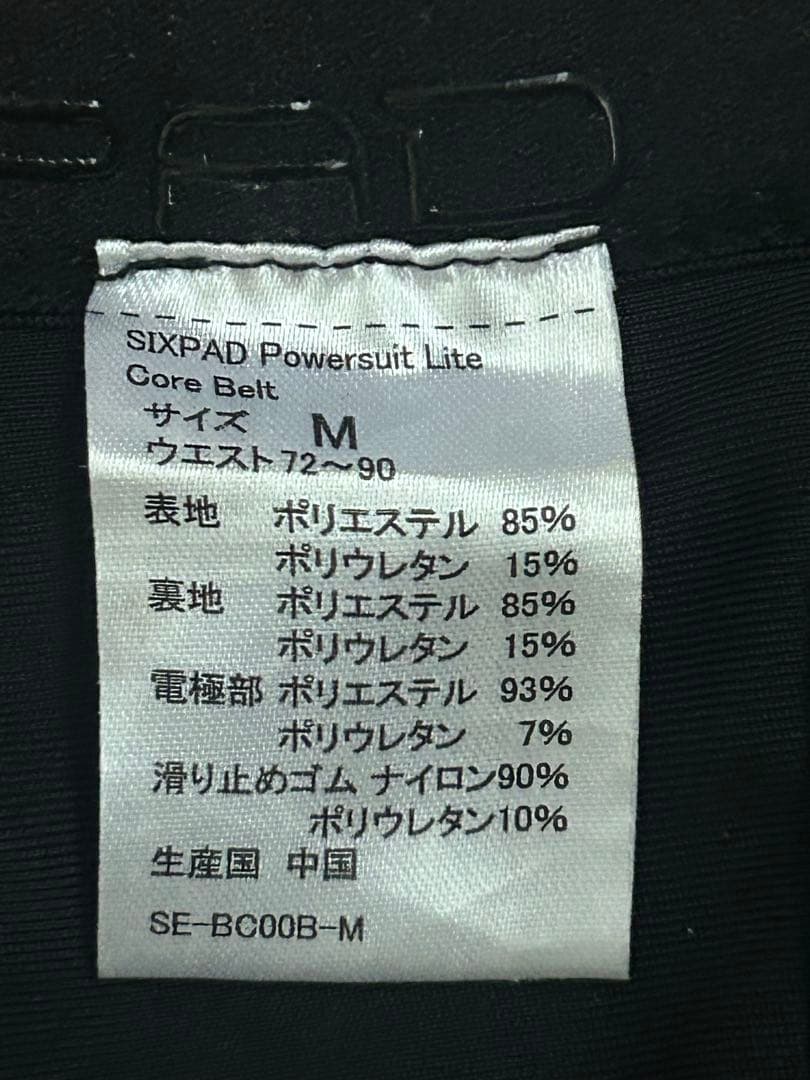 PAD
SIXPAD Powersuit Lite
Core Belt
サイズ M
ウエスト72～90
表地 ポリエステル 85%
ポリウレタン 15%
裏地 ポリエステル 85%
ポリウレタン 15%
電極部 ポリエステル 93%
ポリウレタン 7%
滑り止めゴム ナイロン90%
ポリウレタン10%
生産国 中国
SE-BC00B-M